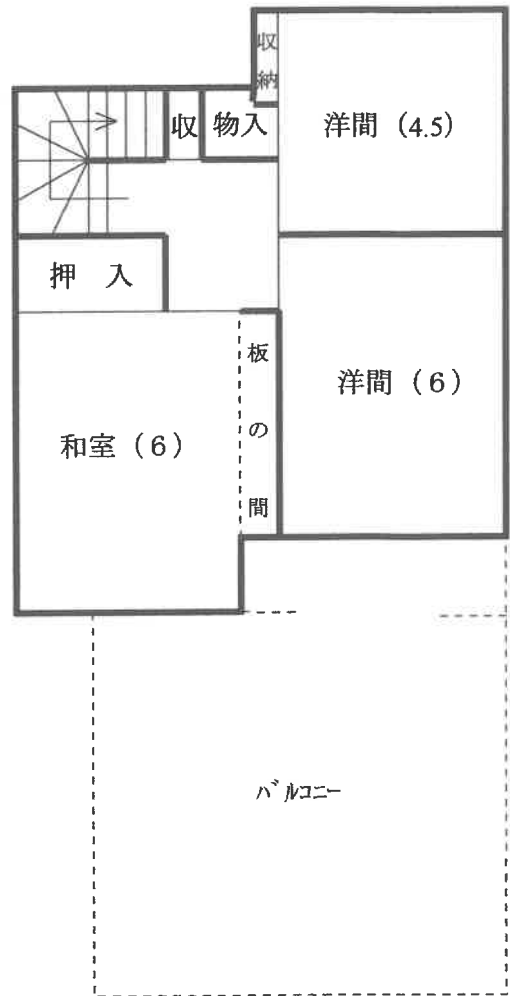 収納
洋間（4.5）
収
物入
押　入
洋間（６）
板の間
和室（６）
バルコニー